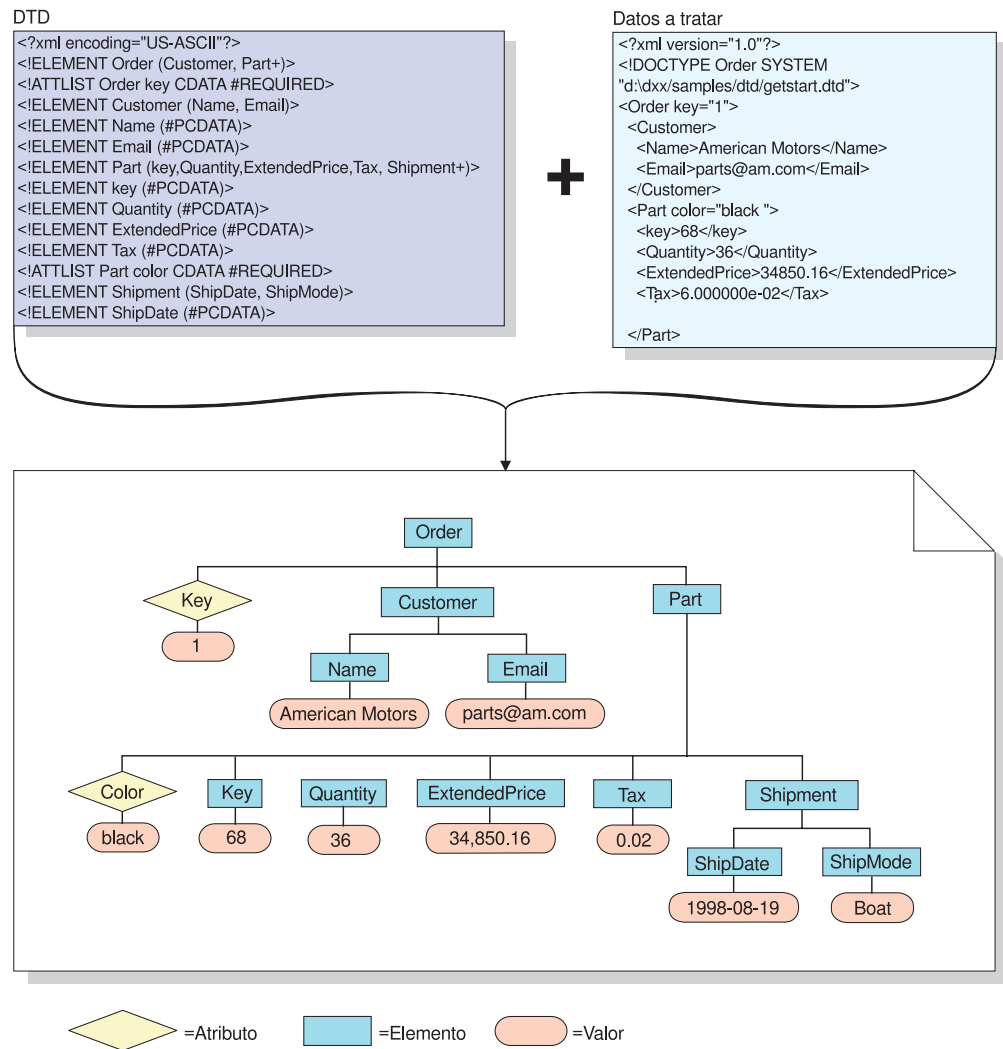 DTD
<?xml encoding="US-ASCII"?>
<!ELEMENT Order (Customer, Part+)>
<!ATTLIST Order key CDATA #REQUIRED>
<!ELEMENT Customer (Name, Email)>
<!ELEMENT Name (#PCDATA)>
<!ELEMENT Email (#PCDATA)>
<!ELEMENT Part (key,Quantity,ExtendedPrice,Tax, Shipment+)>
<!ELEMENT key (#PCDATA)>
<!ELEMENT Quantity (#PCDATA)>
<!ELEMENT ExtendedPrice (#PCDATA)>
<!ELEMENT Tax (#PCDATA)>
<!ATTLIST Part color CDATA #REQUIRED>
<!ELEMENT Shipment (ShipDate, ShipMode)>
<!ELEMENT ShipDate (#PCDATA)>
+
Datos a tratar
<?xml version="1.0"?>
<!DOCTYPE Order SYSTEM
"d:\dxx/samples/dtd/getstart.dtd">
<Order key="1">
<Customer>
<Name>American Motors</Name>
<Email>parts@am.com</Email>
</Customer>
<Part color="black ">
<key>68</key>
<Quantity>36</Quantity>
<ExtendedPrice>34850.16</ExtendedPrice>
<Tax>6.000000e-02</Tax>
</Part>
Order
Key
Customer
Part
1
Name
Email
American Motors
parts@am.com
Color
Key
Quantity
ExtendedPrice
Tax
Shipment
black
68
36
34,850.16
0.02
ShipDate
ShipMode
1998-08-19
Boat
=Atributo
=Elemento
=Valor